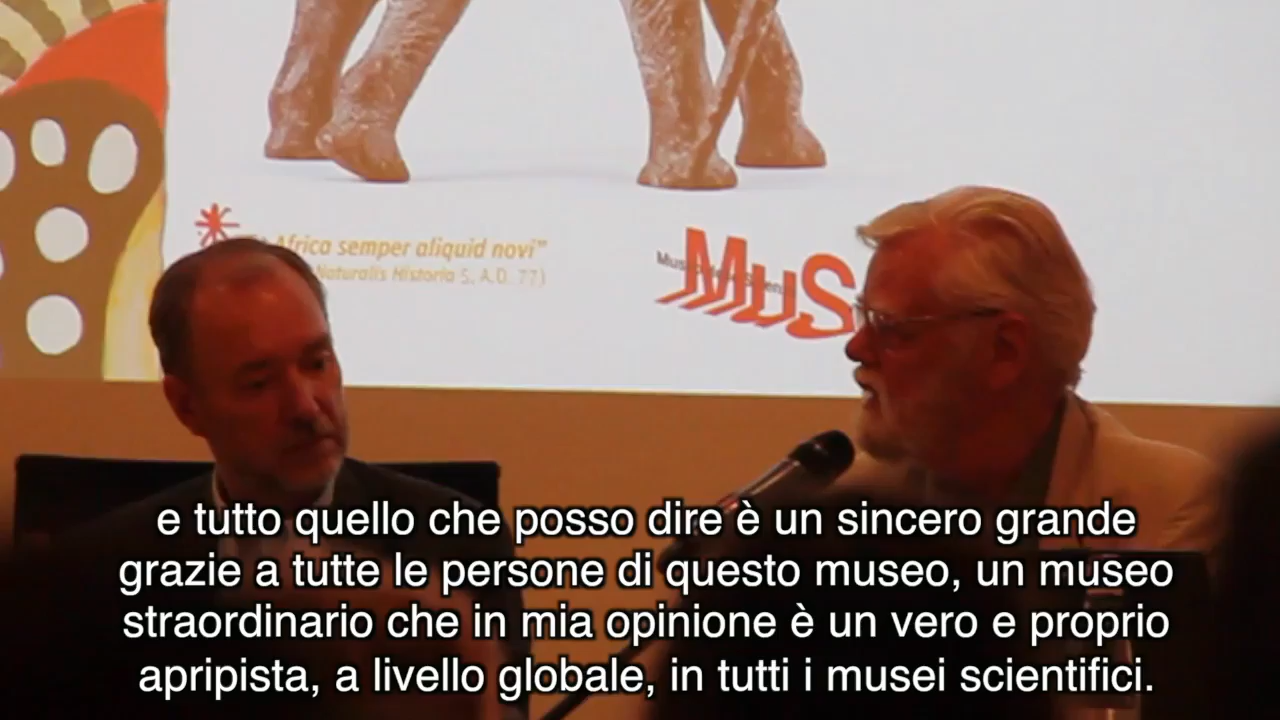 Africa semper aliquid novi"
Naturalis Historia 5, A.D. 77)
MUS
e tutto quello che posso dire è un sincero grande
grazie a tutte le persone di questo museo, un museo
straordinario che in mia opinione è un vero e proprio
apripista, a livello globale, in tutti i musei scientifici.